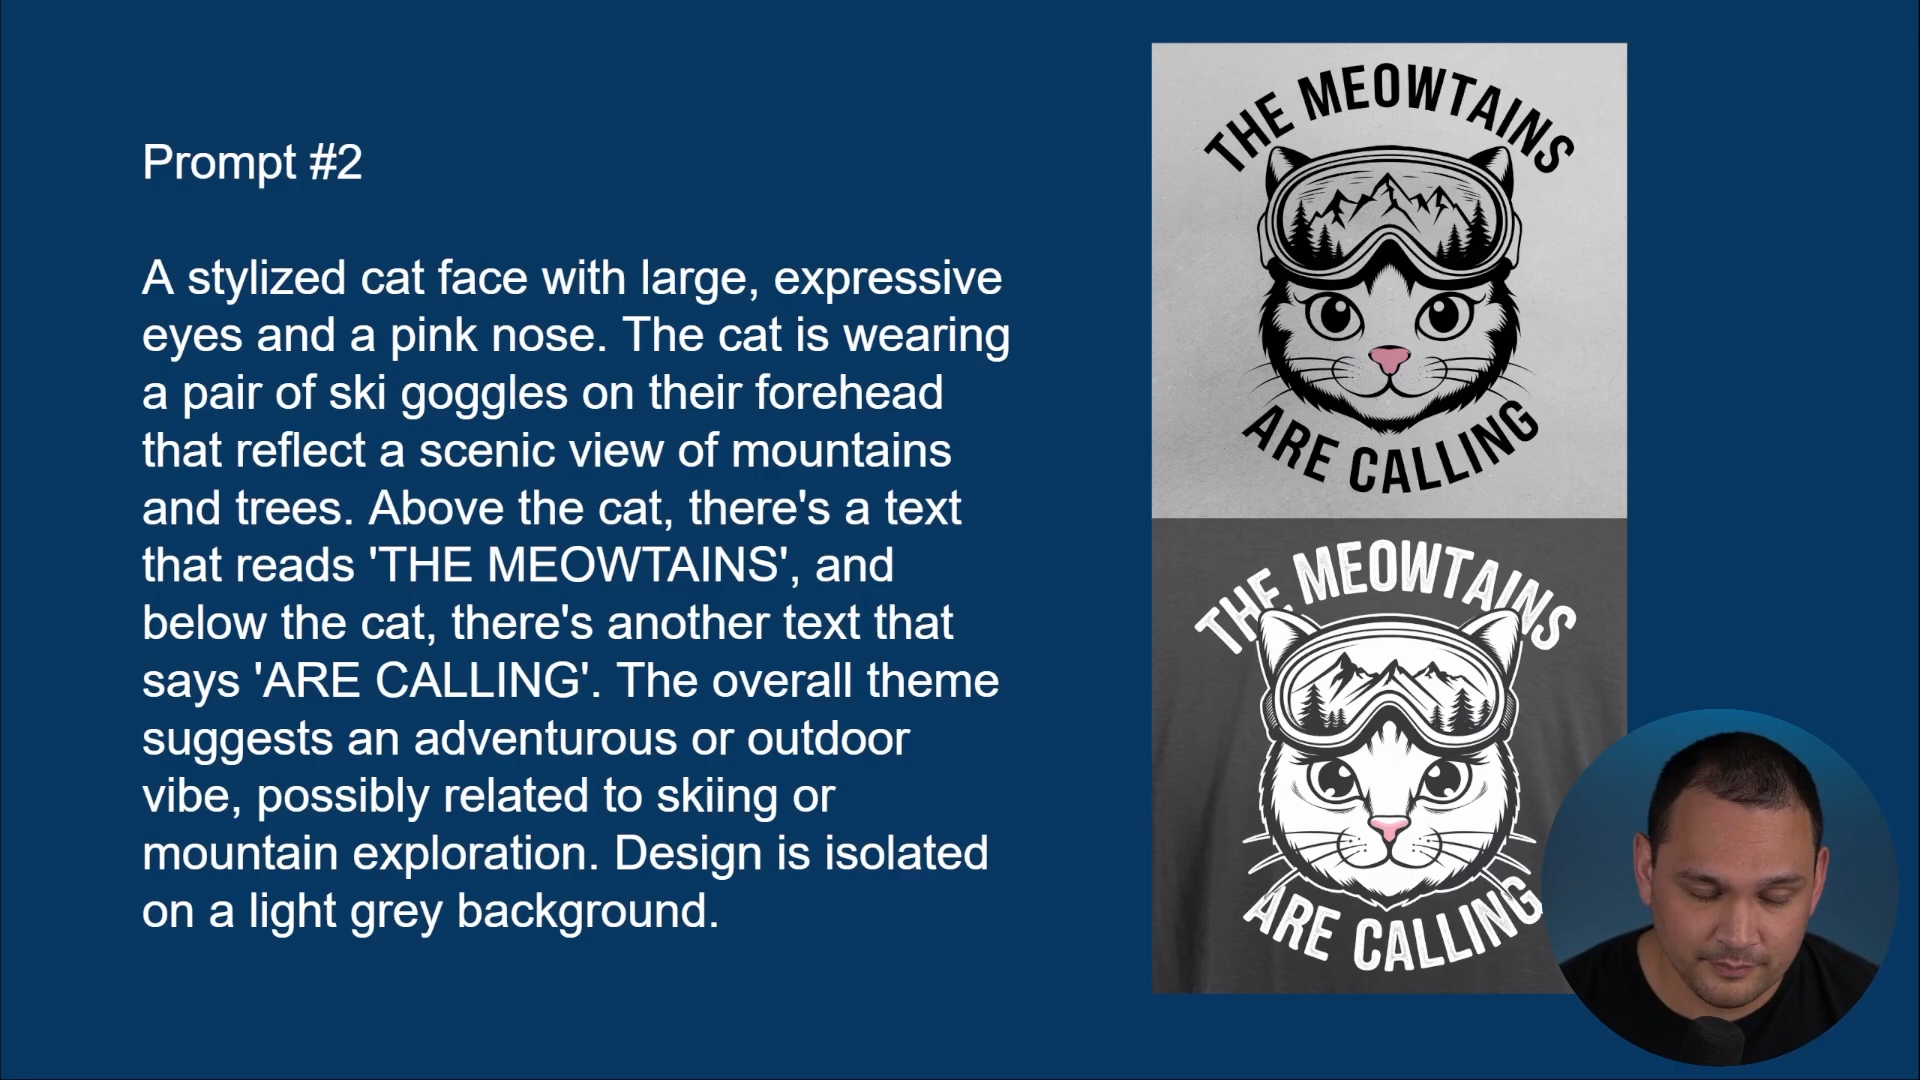 Prompt #2
A stylized cat face with large, expressive
eyes and a pink nose. The cat is wearing
a pair of ski goggles on their forehead
that reflect a scenic view of mountains
and trees. Above the cat, there's a text
that reads 'THE MEOWTAINS', and
below the cat, there's another text that
says 'ARE CALLING'. The overall theme
suggests an adventurous or outdoor
vibe, possibly related to skiing or
mountain exploration. Design is isolated
on a light grey background.
THE MEOWTAINS
ARE CALLING
THE MEOWTAINS
ARE CALLING